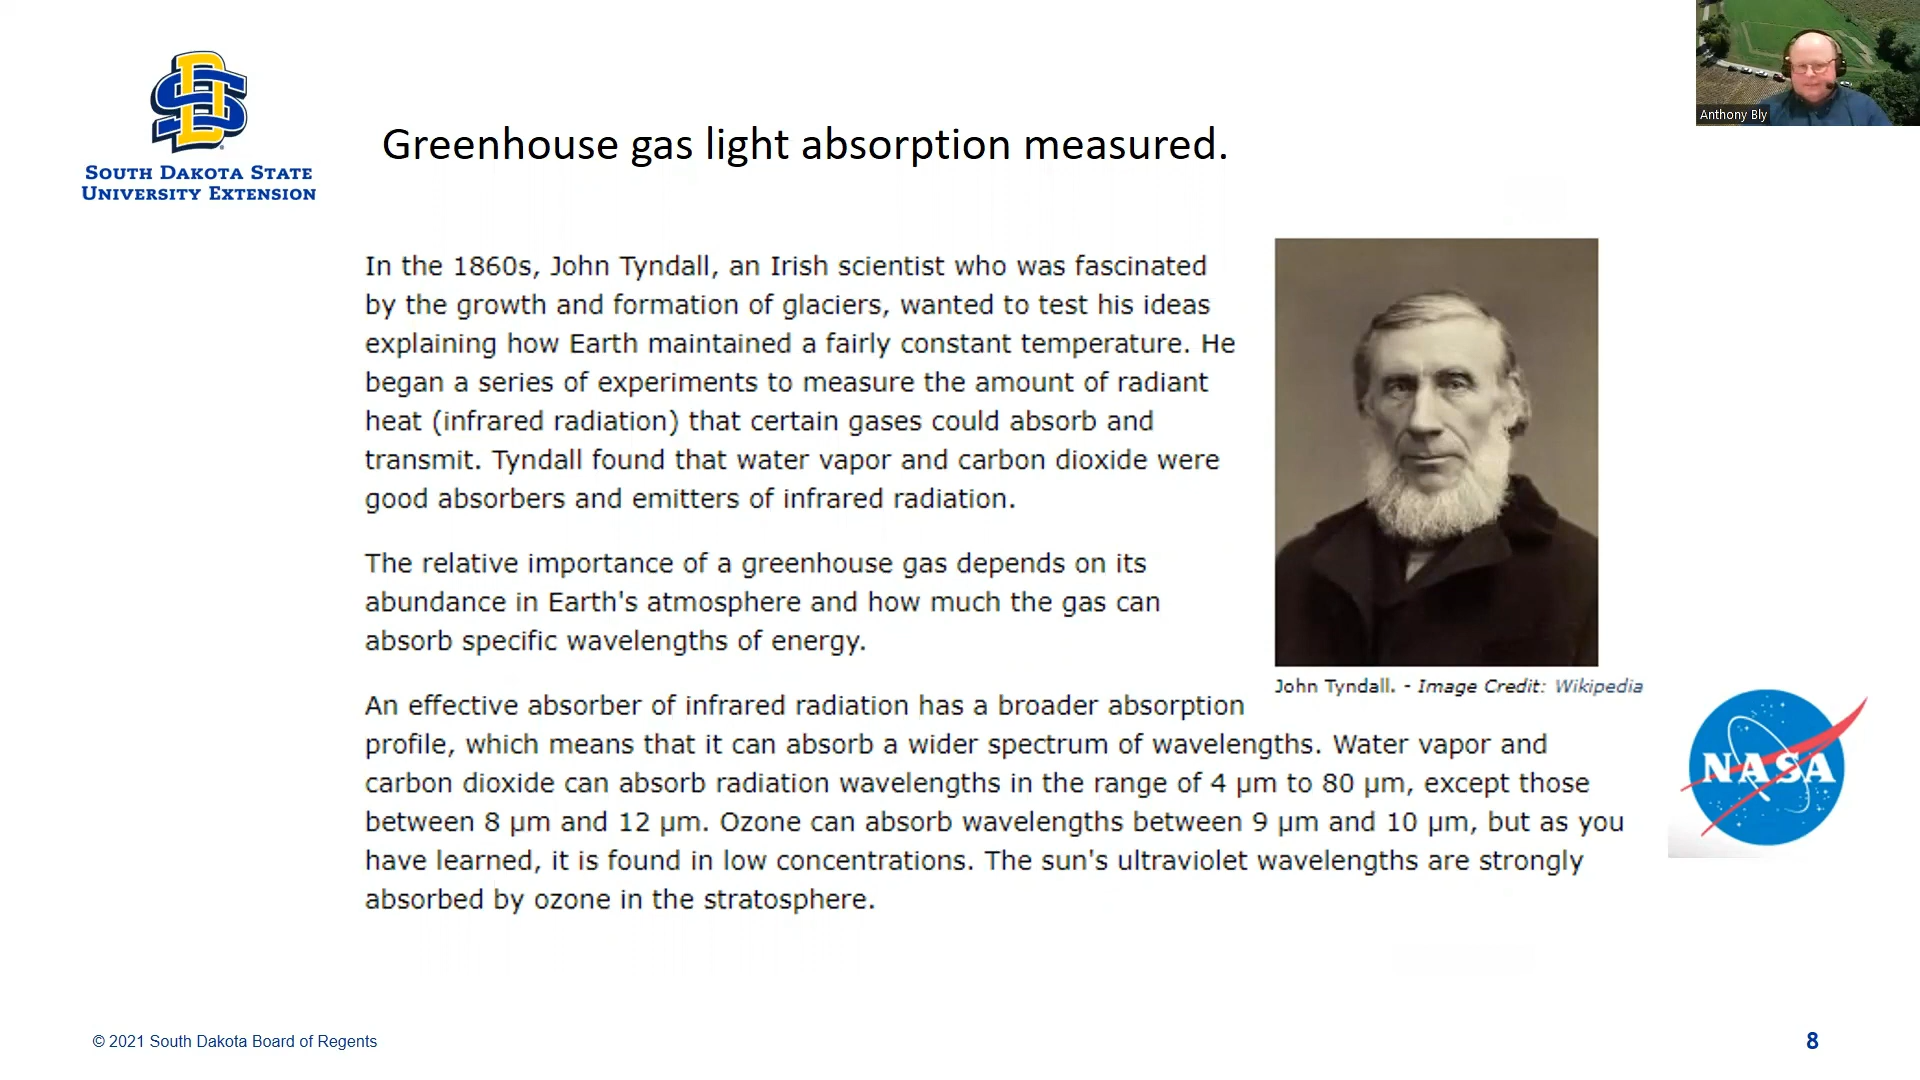 Anthony Bly
SOUTH DAKOTA STATE
UNIVERSITY EXTENSION
Greenhouse gas light absorption measured.
In the 1860s, John Tyndall, an Irish scientist who was fascinated
by the growth and formation of glaciers, wanted to test his ideas
explaining how Earth maintained a fairly constant temperature. He
began a series of experiments to measure the amount of radiant
heat (infrared radiation) that certain gases could absorb and
transmit. Tyndall found that water vapor and carbon dioxide were
good absorbers and emitters of infrared radiation.
The relative importance of a greenhouse gas depends on its
abundance in Earth's atmosphere and how much the gas can
absorb specific wavelengths of energy.
John Tyndall. - Image Credit: Wikipedia
An effective absorber of infrared radiation has a broader absorption
profile, which means that it can absorb a wider spectrum of wavelengths. Water vapor and
carbon dioxide can absorb radiation wavelengths in the range of 4 µm to 80 µm, except those
between 8 µm and 12 µm. Ozone can absorb wavelengths between 9 µm and 10 µm, but as you
have learned, it is found in low concentrations. The sun's ultraviolet wavelengths are strongly
absorbed by ozone in the stratosphere.
NASA
© 2021 South Dakota Board of Regents
8